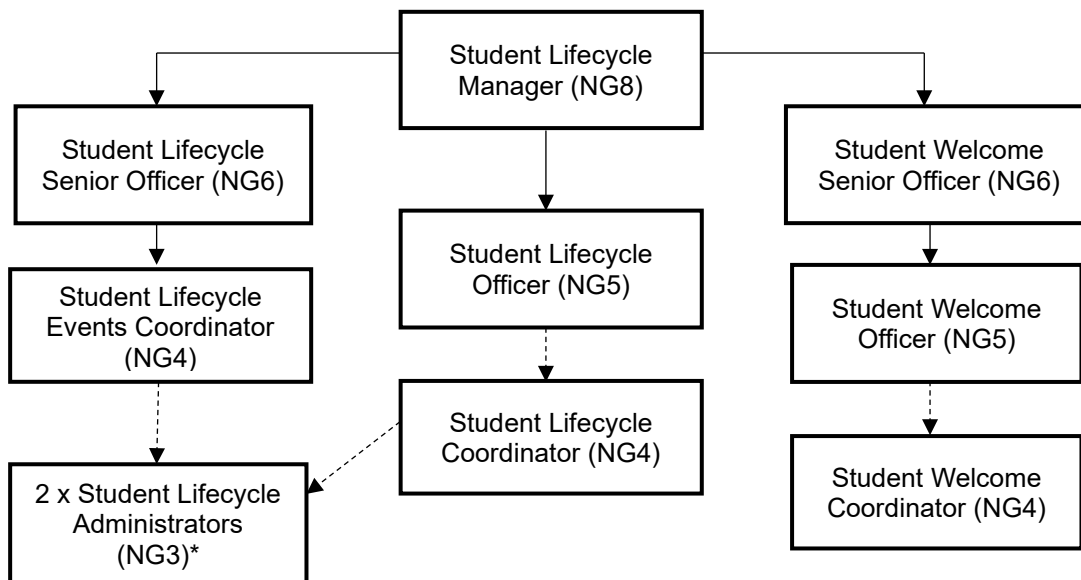 Student Lifecycle
Manager (NG8)
Student Lifecycle
Senior Officer (NG6)
Student Welcome
Senior Officer (NG6)
Student Lifecycle
Officer (NG5)
Student Lifecycle
Events Coordinator
(NG4)
Student Welcome
Officer (NG5)
Student Lifecycle
Coordinator (NG4)
2 x Student Lifecycle
Administrators
(NG3)*
Student Welcome
Coordinator (NG4)